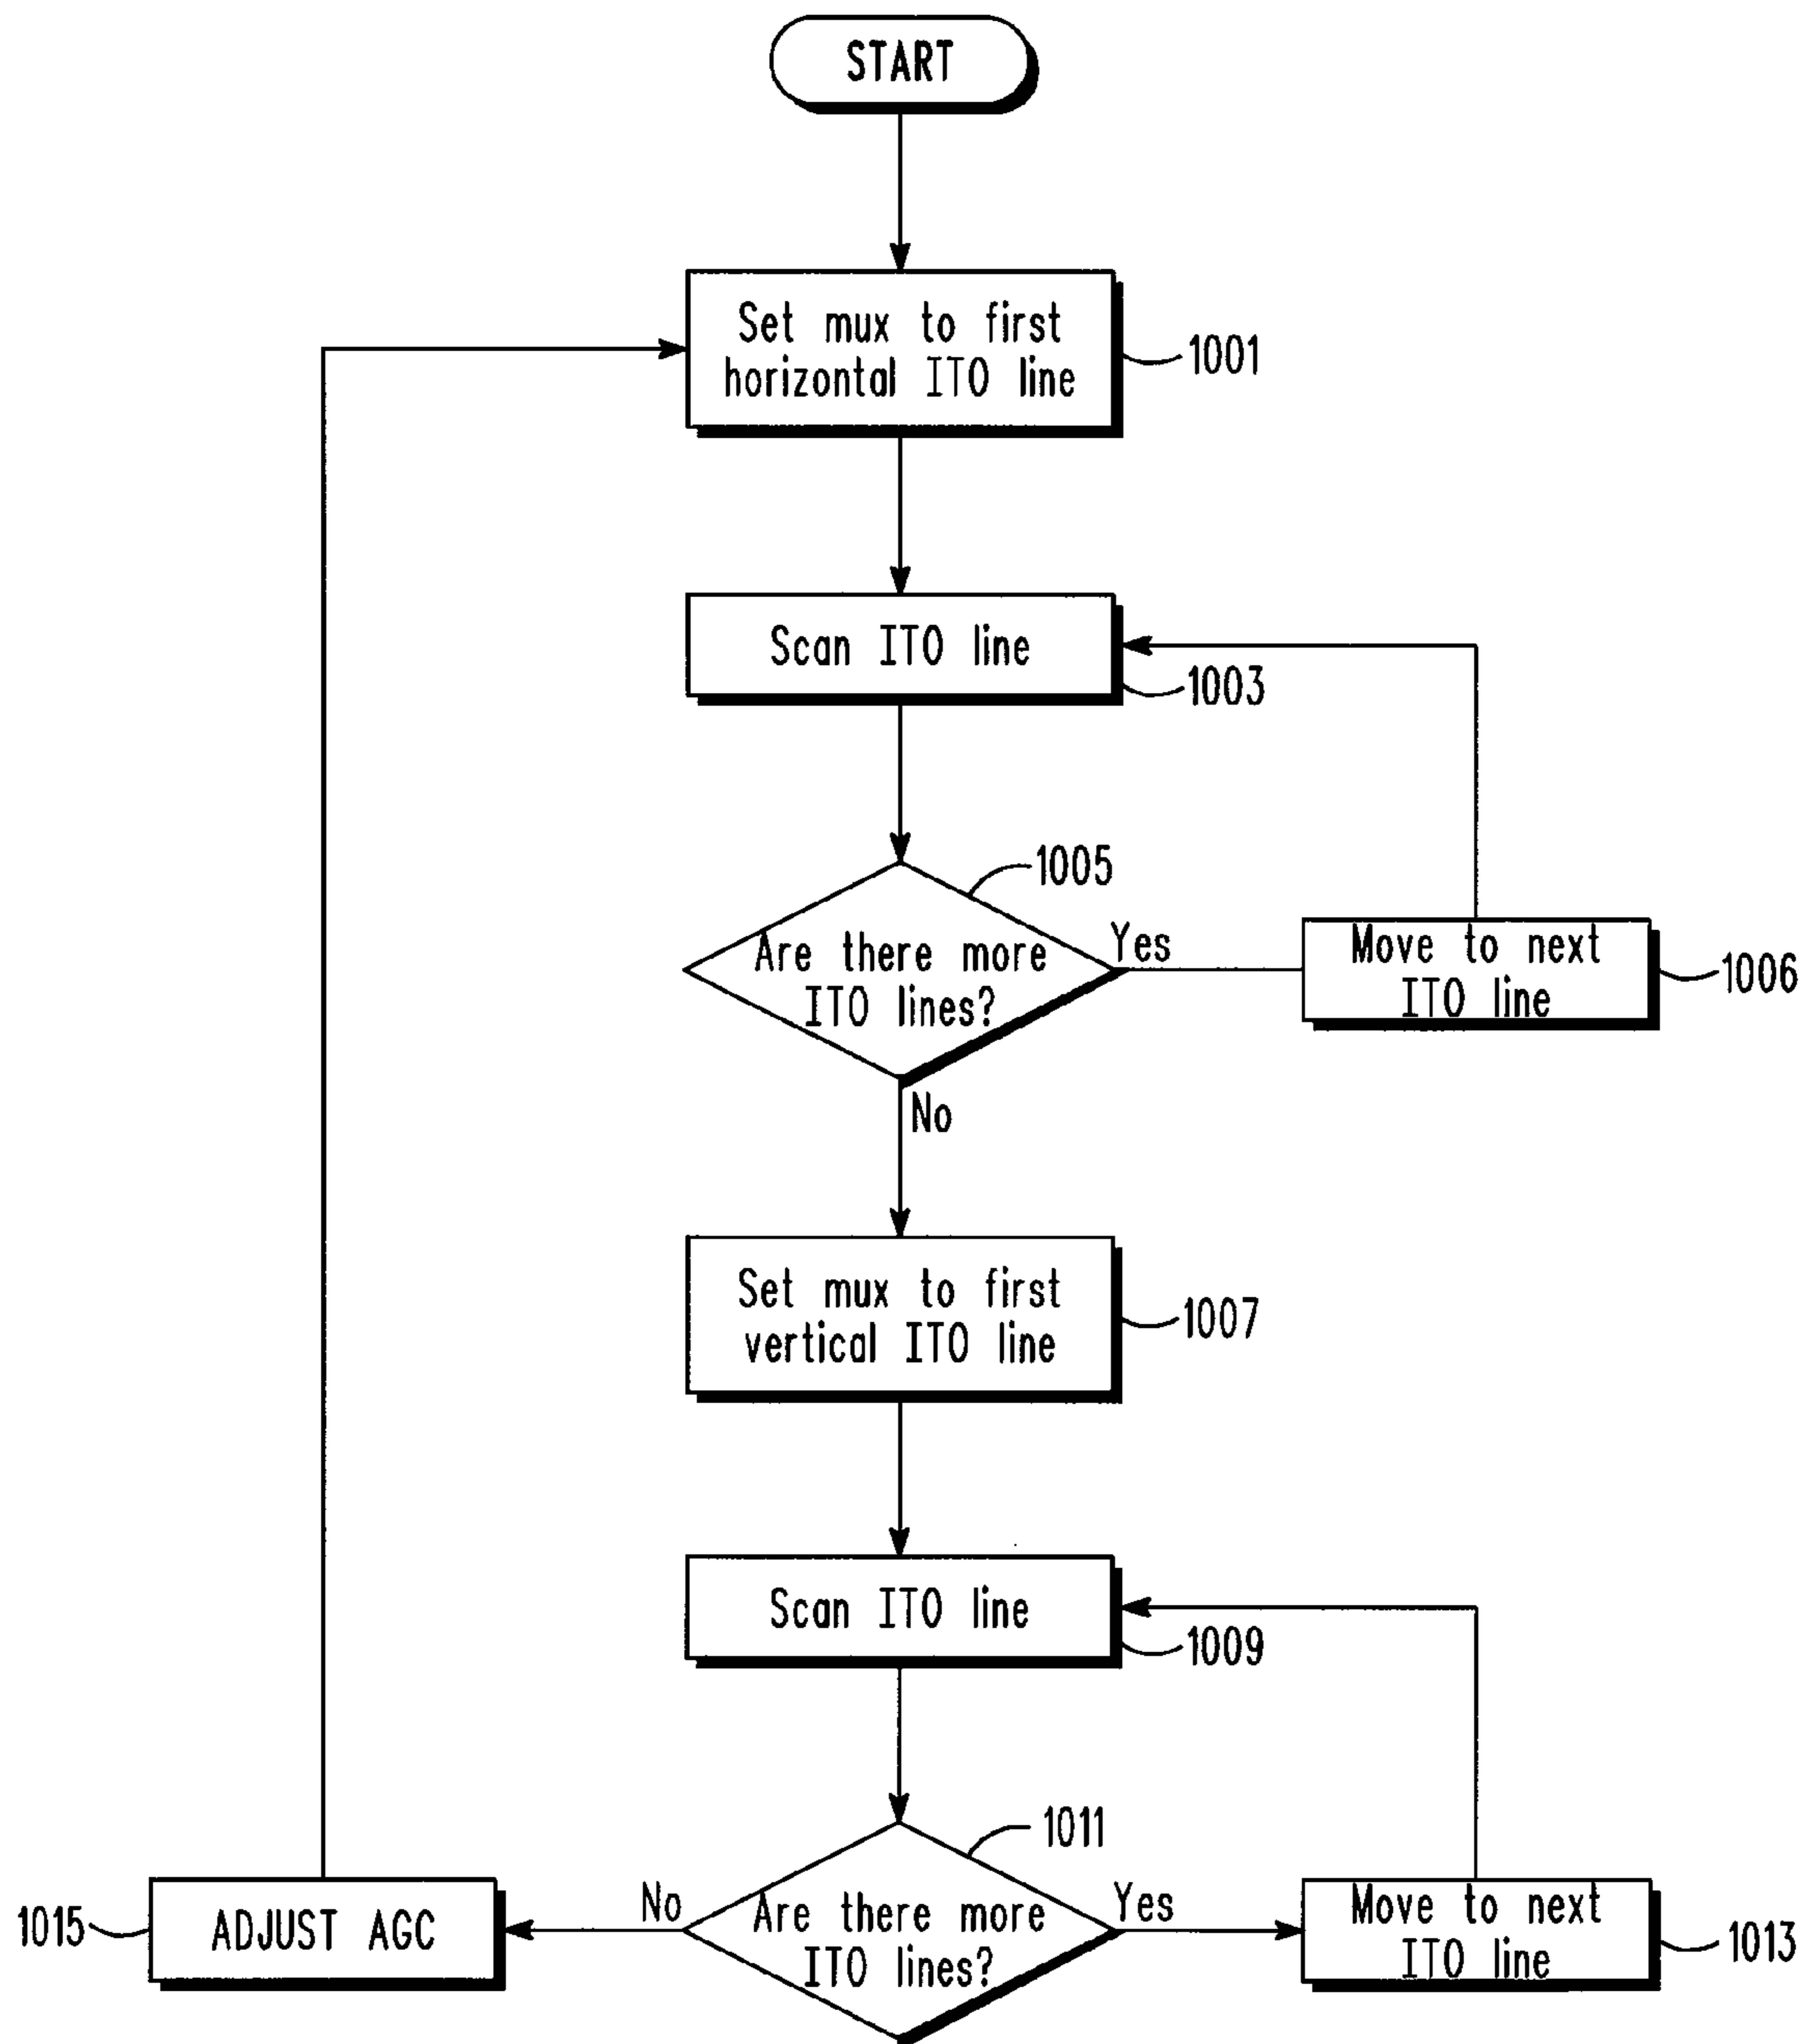 START
Set mux to first
horizontal ITO line
1001
Scan ITO line
1003
1005
Are there more
ITO lines?
Yes
Move to next
ITO line
1006
No
Set mux to first
vertical ITO line
1007
Scan ITO line
1009
1011
Are there more
ITO lines?
Yes
Move to next
ITO line
1013
No
ADJUST AGC
1015